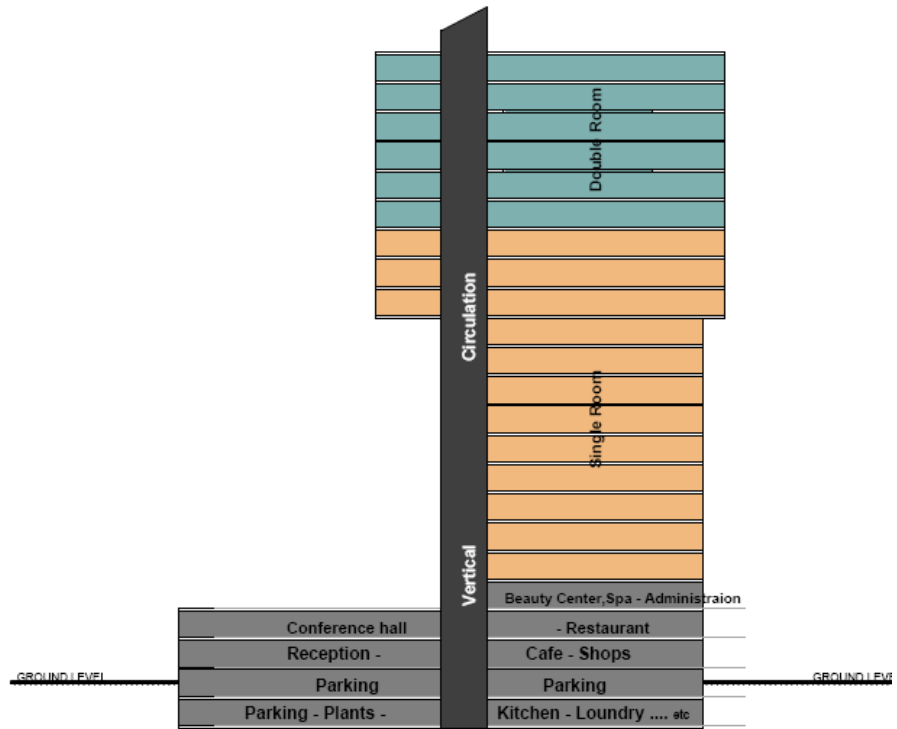 Double Room
Circulation
Single Room
Vertical
Beauty Center,Spa - Administraion
Conference hall - Restaurant
Reception - Cafe - Shops
GROUND LEVEL GROUND LEVE
Parking Parking
Parking - Plants - Kitchen - Loundry .... etc